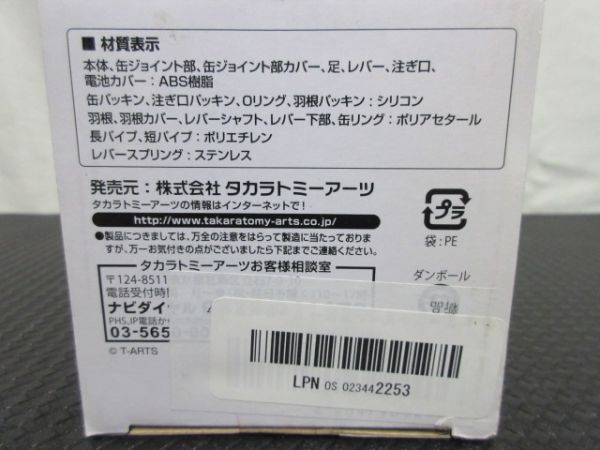 ■ 材質表示
本体、缶ジョイント部、缶ジョイント部カバー、足、レバー、注ぎ口、
電池カバー：ABS樹脂
缶パッキン、注ぎ口パッキン、Oリング、羽根パッキン：シリコン
羽根、羽根カバー、レバーシャフト、レバー下部、缶リング：ポリアセタール
長パイプ、短パイプ：ポリエチレン
レバースプリング：ステンレス
発売元：株式会社 タカラトミーアーツ
タカラトミーアーツの情報はインターネットで！
http://www.takaratomy-arts.co.jp/
●製品につきましては、万全の注意をはらって製造に当たっております
ますが、万一お気付きの点がございましたら下記までご連絡ください。
タカラトミーアーツお客様相談室
〒124-8511
電話受付時
ナビダイ
PHS、IP電話か
03-565
© T-ARTS
プラ
袋：PE
ダンボール
LPN OS 023442253